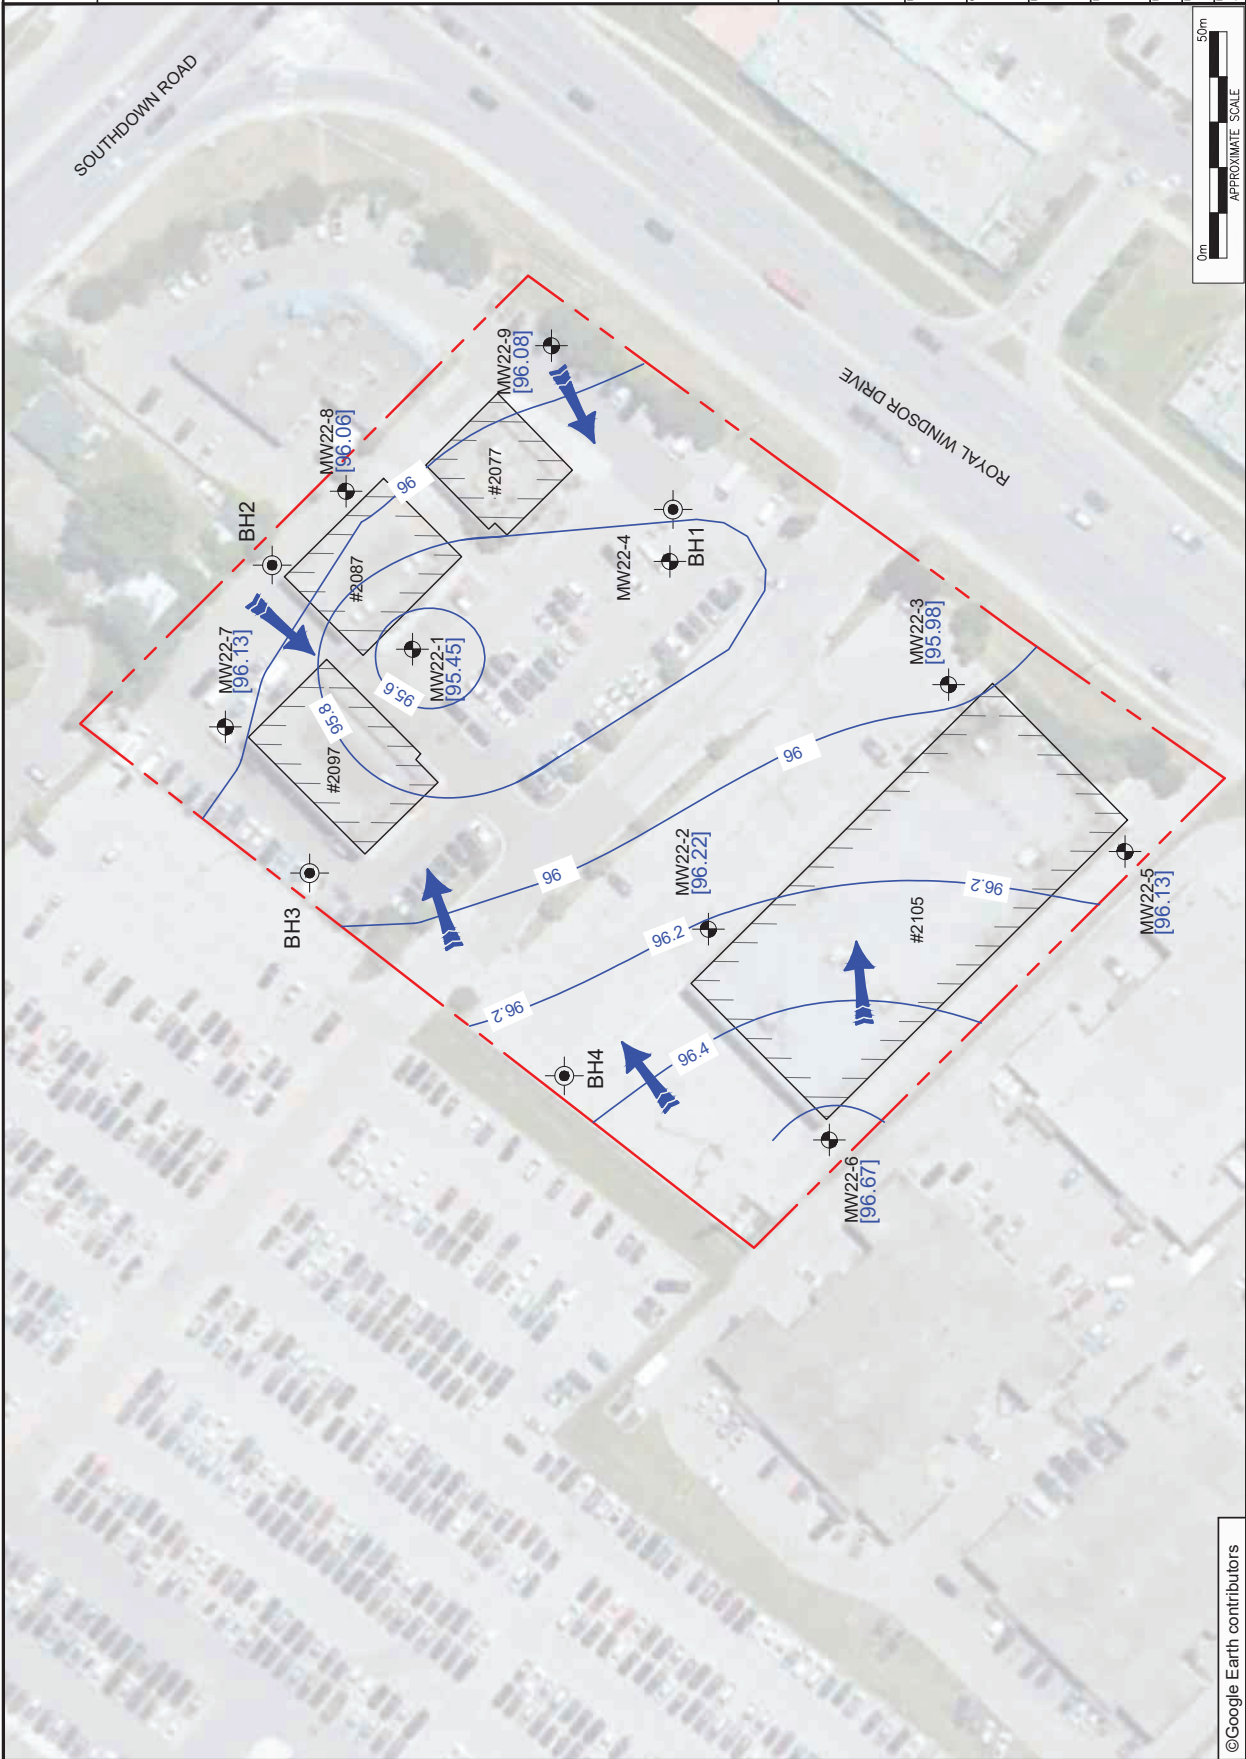 SOUTHDOWN ROAD
50m
0m
APPROXIMATE SCALE
ROYAL WINDSOR DRIVE
MW22-9
[96.08]
MW22-8
[96.06]
BH2
96
#2077
#2087
MW22-7
[96.13]
MW22-4
BH1
MW22-1
[95.45]
95.6
95.8
#2097
MW22-3
[95.98]
96
BH3
96
MW22-2
[96.22]
96.2
96.2
96.2
#2105
MW22-5
[96.13]
BH4
96.4
MW22-6
[96.67]
©Google Earth contributors